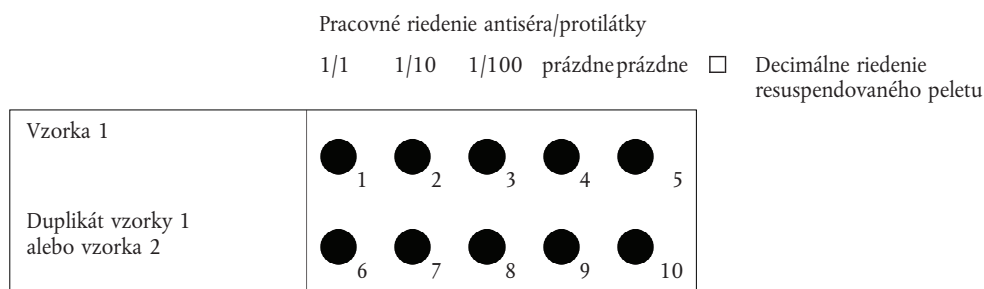 Pracovné riedenie antiséra/protilátky
1/1 1/10 1/100 prázdne prázdne □ Decimálne riedenie
resuspendovaného peletu
Vzorka 1
1 2 3 4 5
Duplikát vzorky 1
alebo vzorka 2
6 7 8 9 10